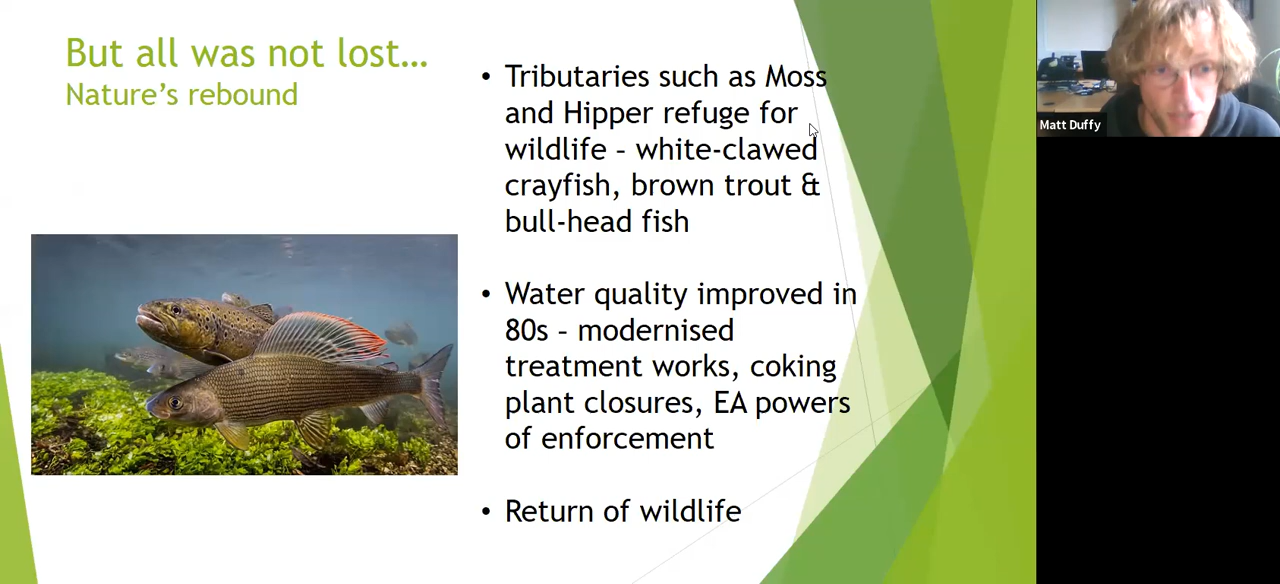 But all was not lost…
Nature’s rebound
• Tributaries such as Moss
and Hipper refuge for
wildlife – white-clawed
crayfish, brown trout &
bull-head fish
• Water quality improved in
80s – modernised
treatment works, coking
plant closures, EA powers
of enforcement
• Return of wildlife
Matt Duffy